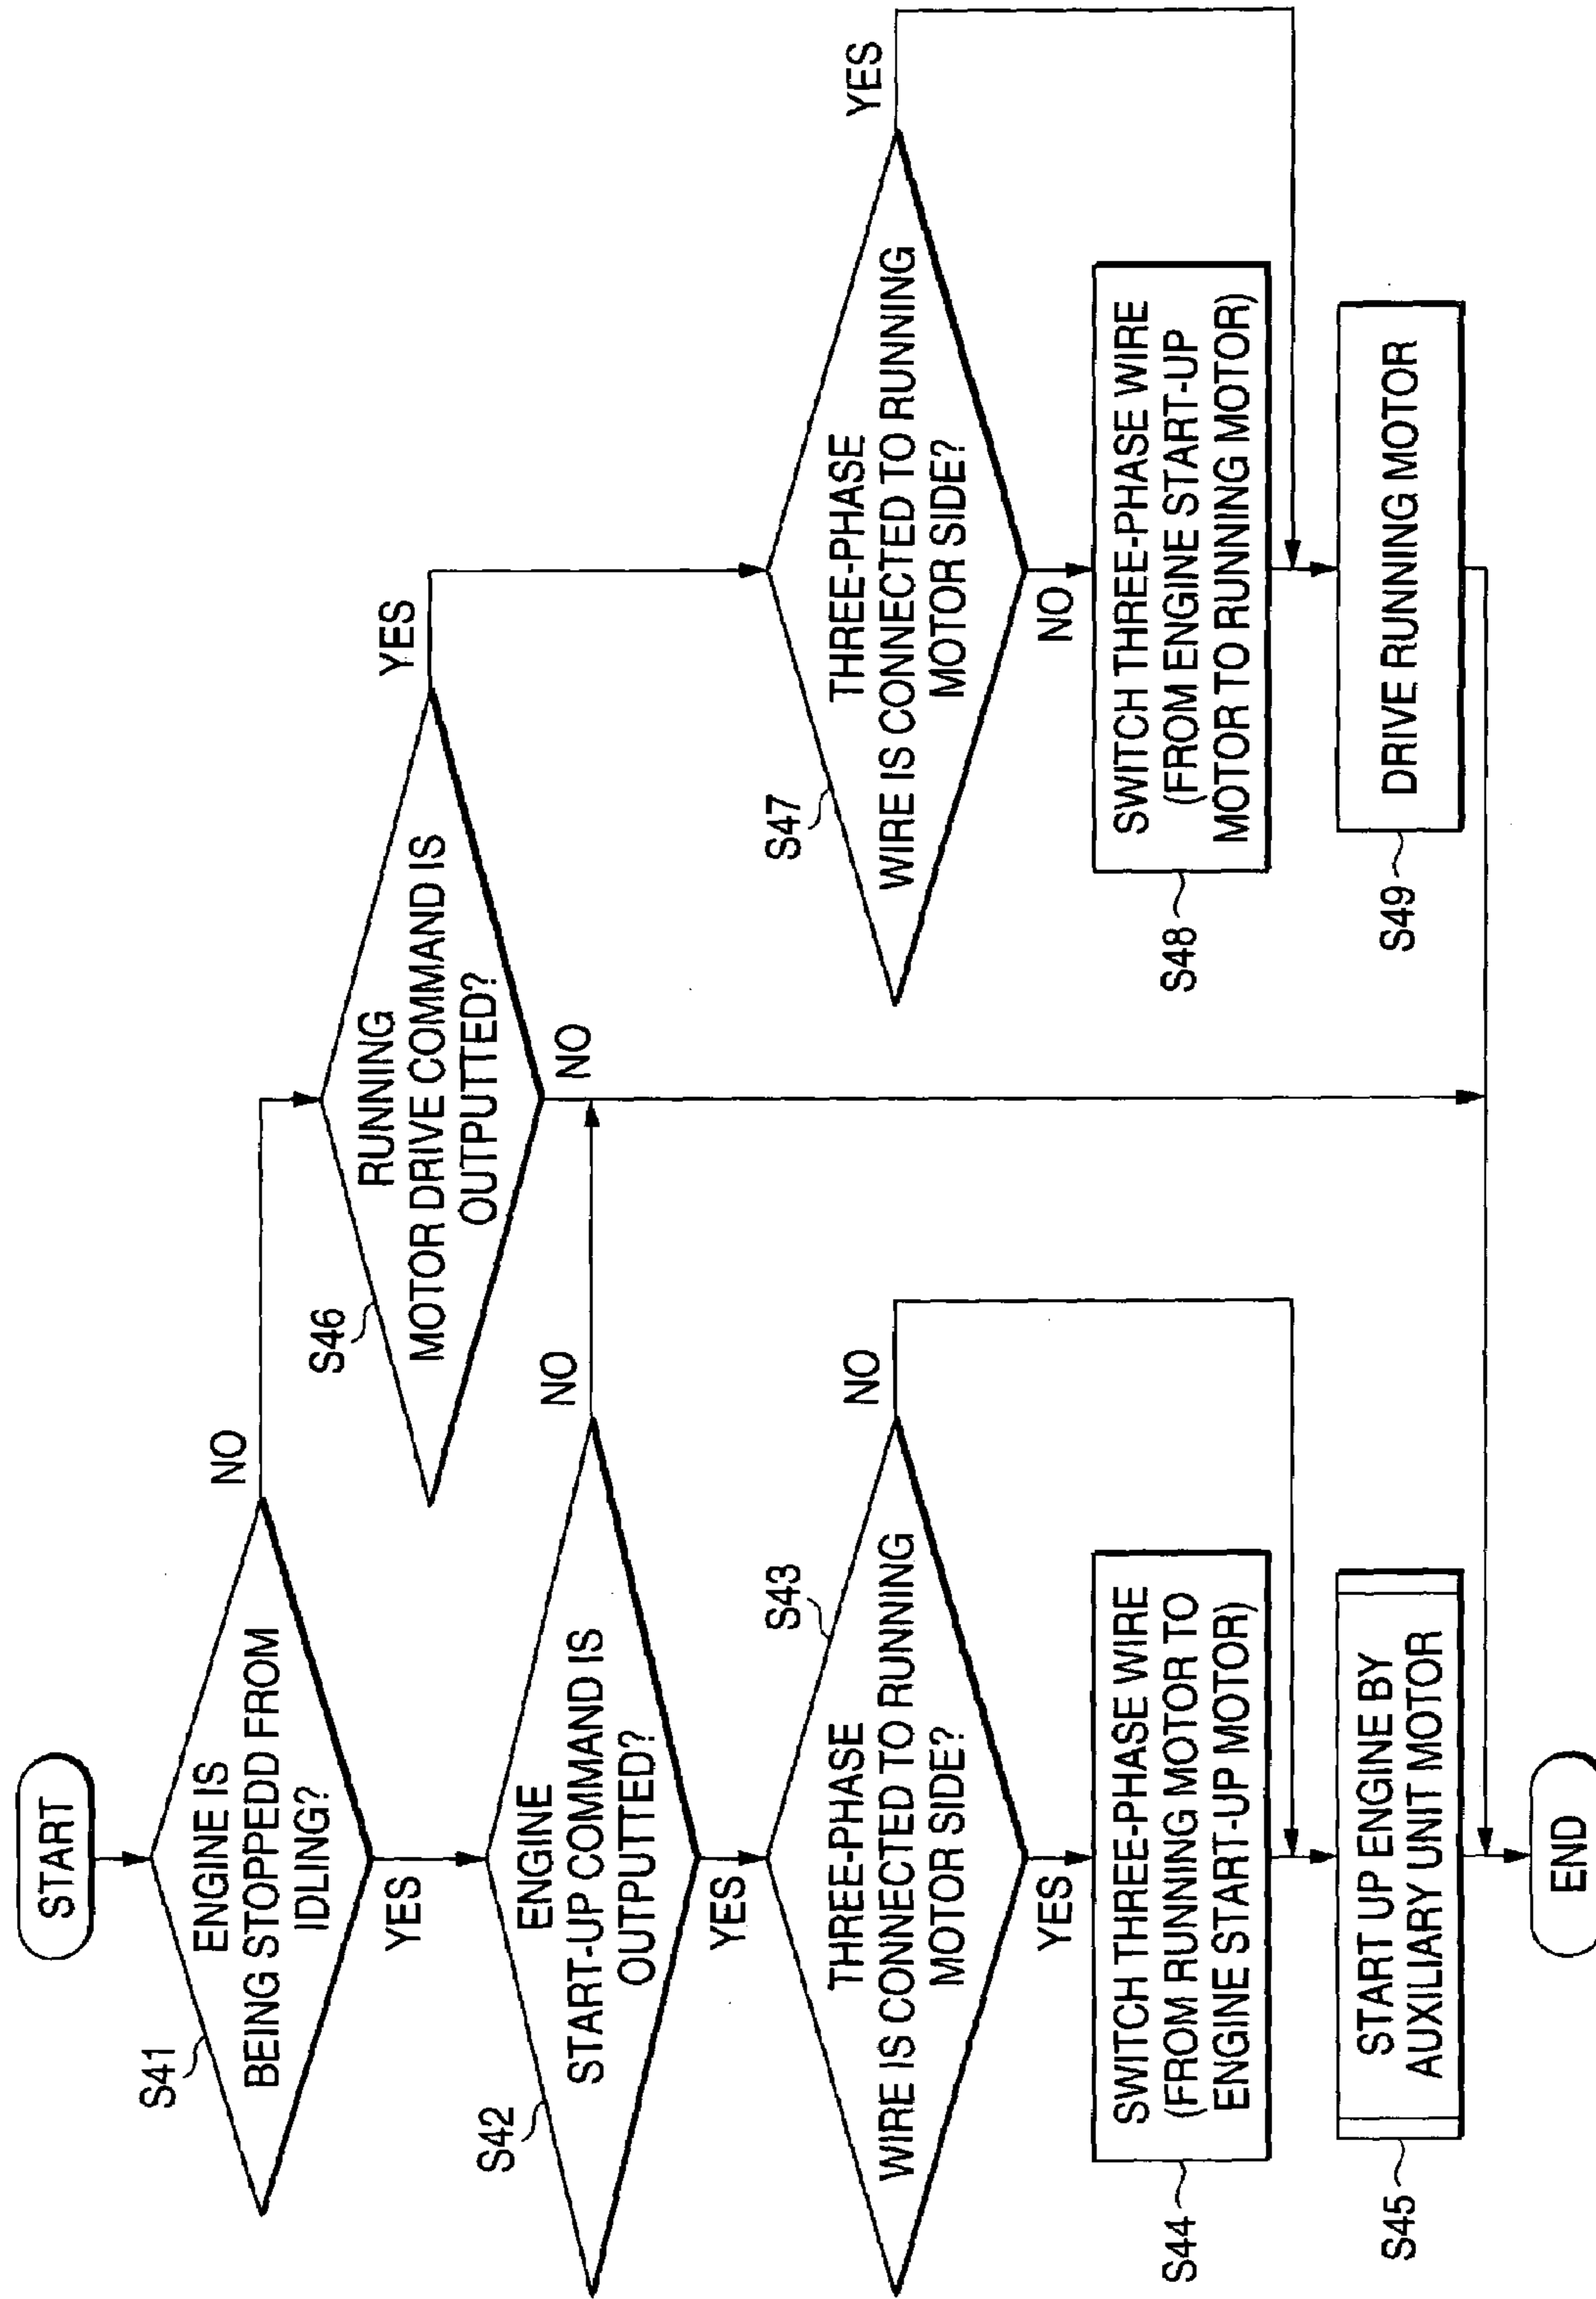 START
S41
ENGINE IS
BEING STOPPEDD FROM
IDLING?
NO
YES
S42
ENGINE
START-UP COMMAND IS
OUTPUTTED?
NO
YES
S43
THREE-PHASE
WIRE IS CONNECTED TO RUNNING
MOTOR SIDE?
NO
YES
S44
SWITCH THREE-PHASE WIRE
(FROM RUNNING MOTOR TO
ENGINE START-UP MOTOR)
S45
START UP ENGINE BY
AUXILIARY UNIT MOTOR
END
S46
RUNNING
MOTOR DRIVE COMMAND IS
OUTPUTTED?
YES
NO
S47
THREE-PHASE
WIRE IS CONNECTED TO RUNNING
MOTOR SIDE?
YES
NO
S48
SWITCH THREE-PHASE WIRE
(FROM ENGINE START-UP
MOTOR TO RUNNING MOTOR)
S49
DRIVE RUNNING MOTOR